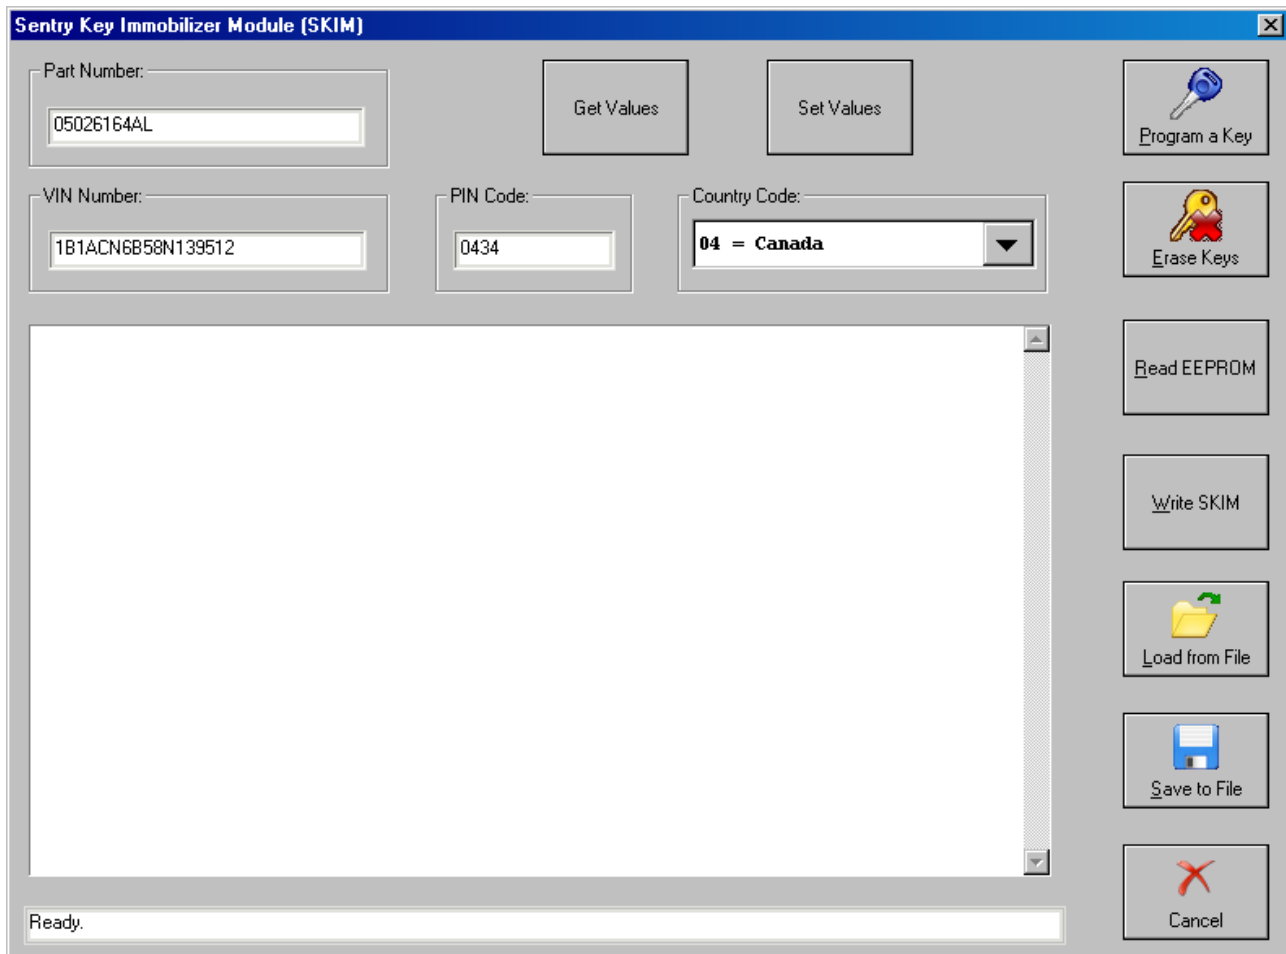 Sentry Key Immobilizer Module (SKIM)
Part Number:
05026164AL
Get Values
Set Values
Program a Key
VIN Number:
1B1ACN6B58N139512
PIN Code:
0434
Country Code:
04 = Canada
Erase Keys
Read EEPROM
Write SKIM
Load from File
Save to File
Cancel
Ready.